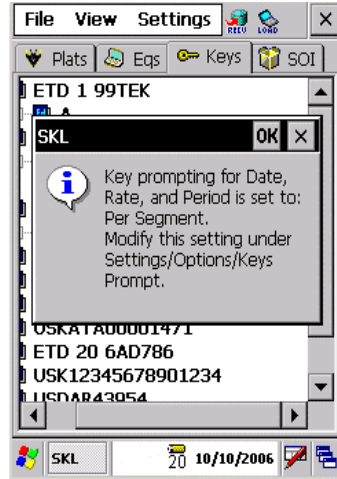 File View Settings RECV LOAD ×
Plats Eqs Keys SOI
ETD 1 99TEK
A
SKL OK ×
Key prompting for Date,
Rate, and Period is set to:
Per Segment.
Modify this setting under
Settings/Options/Keys
Prompt.
USKATA00001471
ETD 20 6AD786
USK12345678901234
USDAR43954
SKL 20 10/10/2006